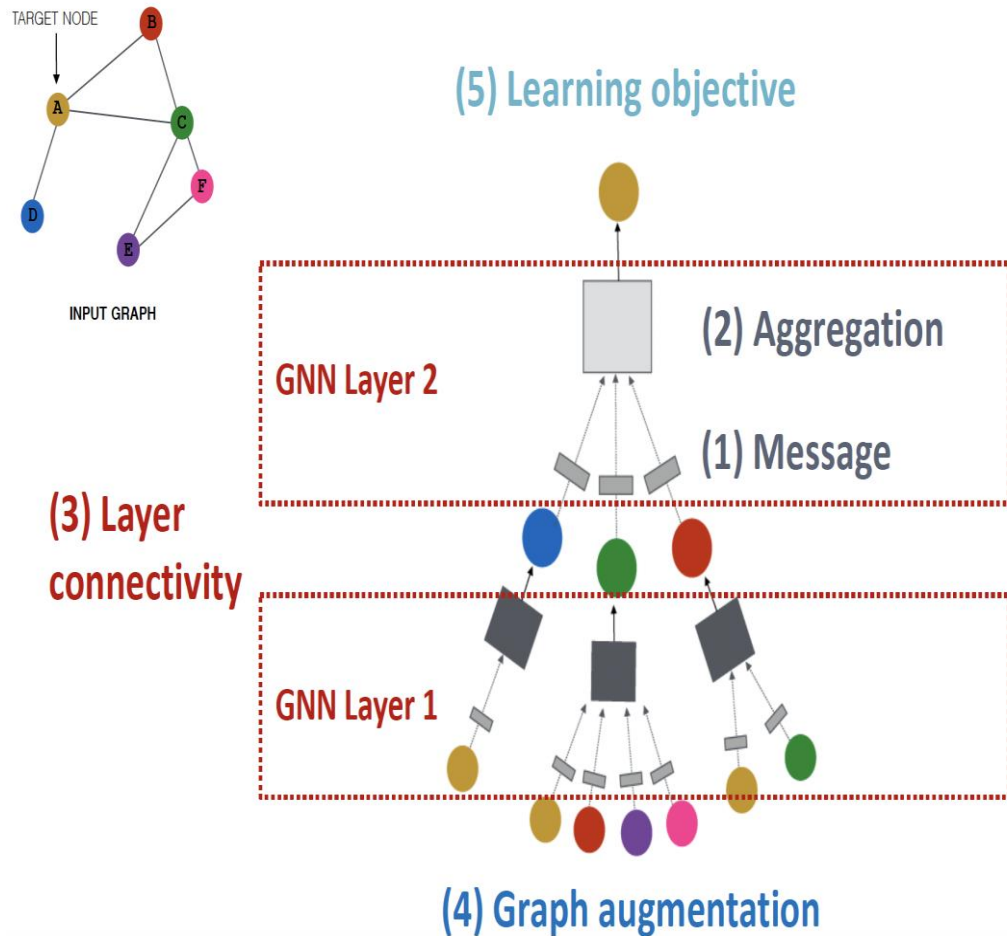 TARGET NODE
B
A
C
F
D
E
INPUT GRAPH
(5) Learning objective
GNN Layer 2
(2) Aggregation
(1) Message
(3) Layer
connectivity
GNN Layer 1
(4) Graph augmentation